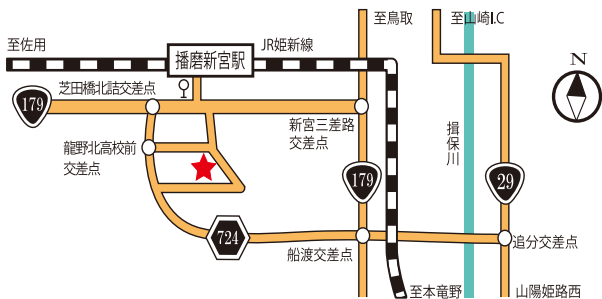 至鳥取
至山崎I.C
至佐用
播磨新宮駅
JR姫新線
N
芝田橋北詰交差点
179
新宮三差路
交差点
揖保川
龍野北高校前
交差点
179
29
724
船渡交差点
追分交差点
至本竜野
山陽姫路西